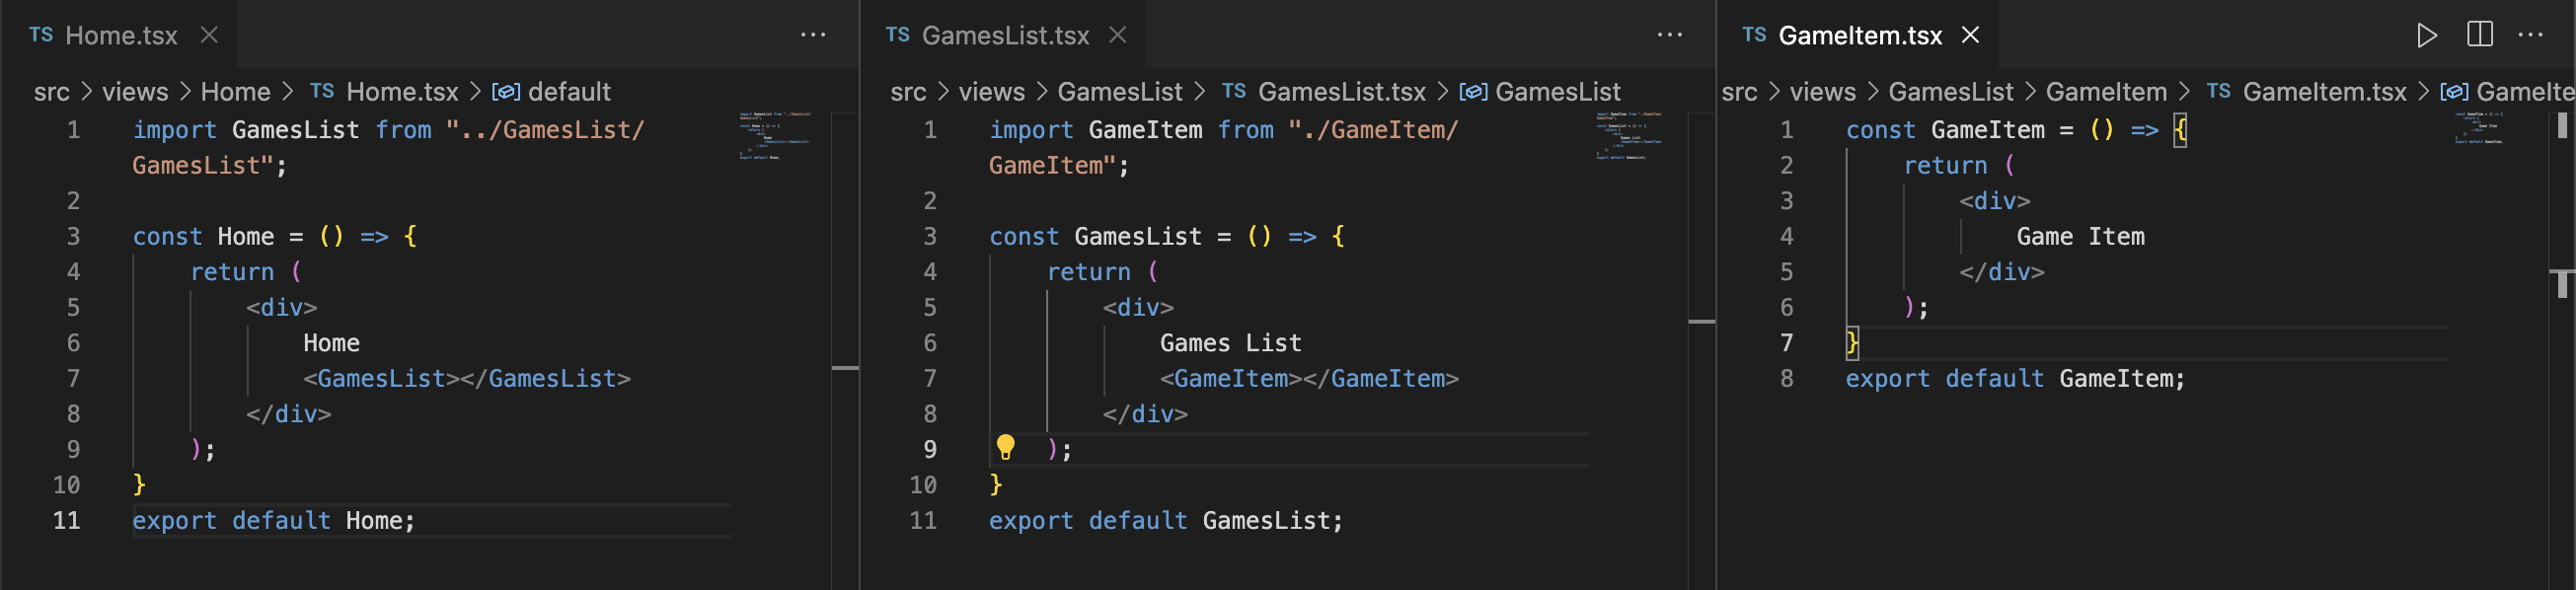 TS Home.tsx
src > views > Home > TS Home.tsx > default
1 import GamesList from "../GamesList/
GamesList";
2
3 const Home = () => {
4 return (
5 <div>
6 Home
7 <GamesList></GamesList>
8 </div>
9 );
10 }
11 export default Home;
TS GamesList.tsx
src > views > GamesList > TS GamesList.tsx > GamesList
1 import GameItem from "./GameItem/
GameItem";
2
3 const GamesList = () => {
4 return (
5 <div>
6 Games List
7 <GameItem></GameItem>
8 </div>
9 );
10 }
11 export default GamesList;
TS GameItem.tsx
src > views > GamesList > GameItem > TS GameItem.tsx > GameIte
1 const GameItem = () => {
2 return (
3 <div>
4 Game Item
5 </div>
6 );
7 }
8 export default GameItem;